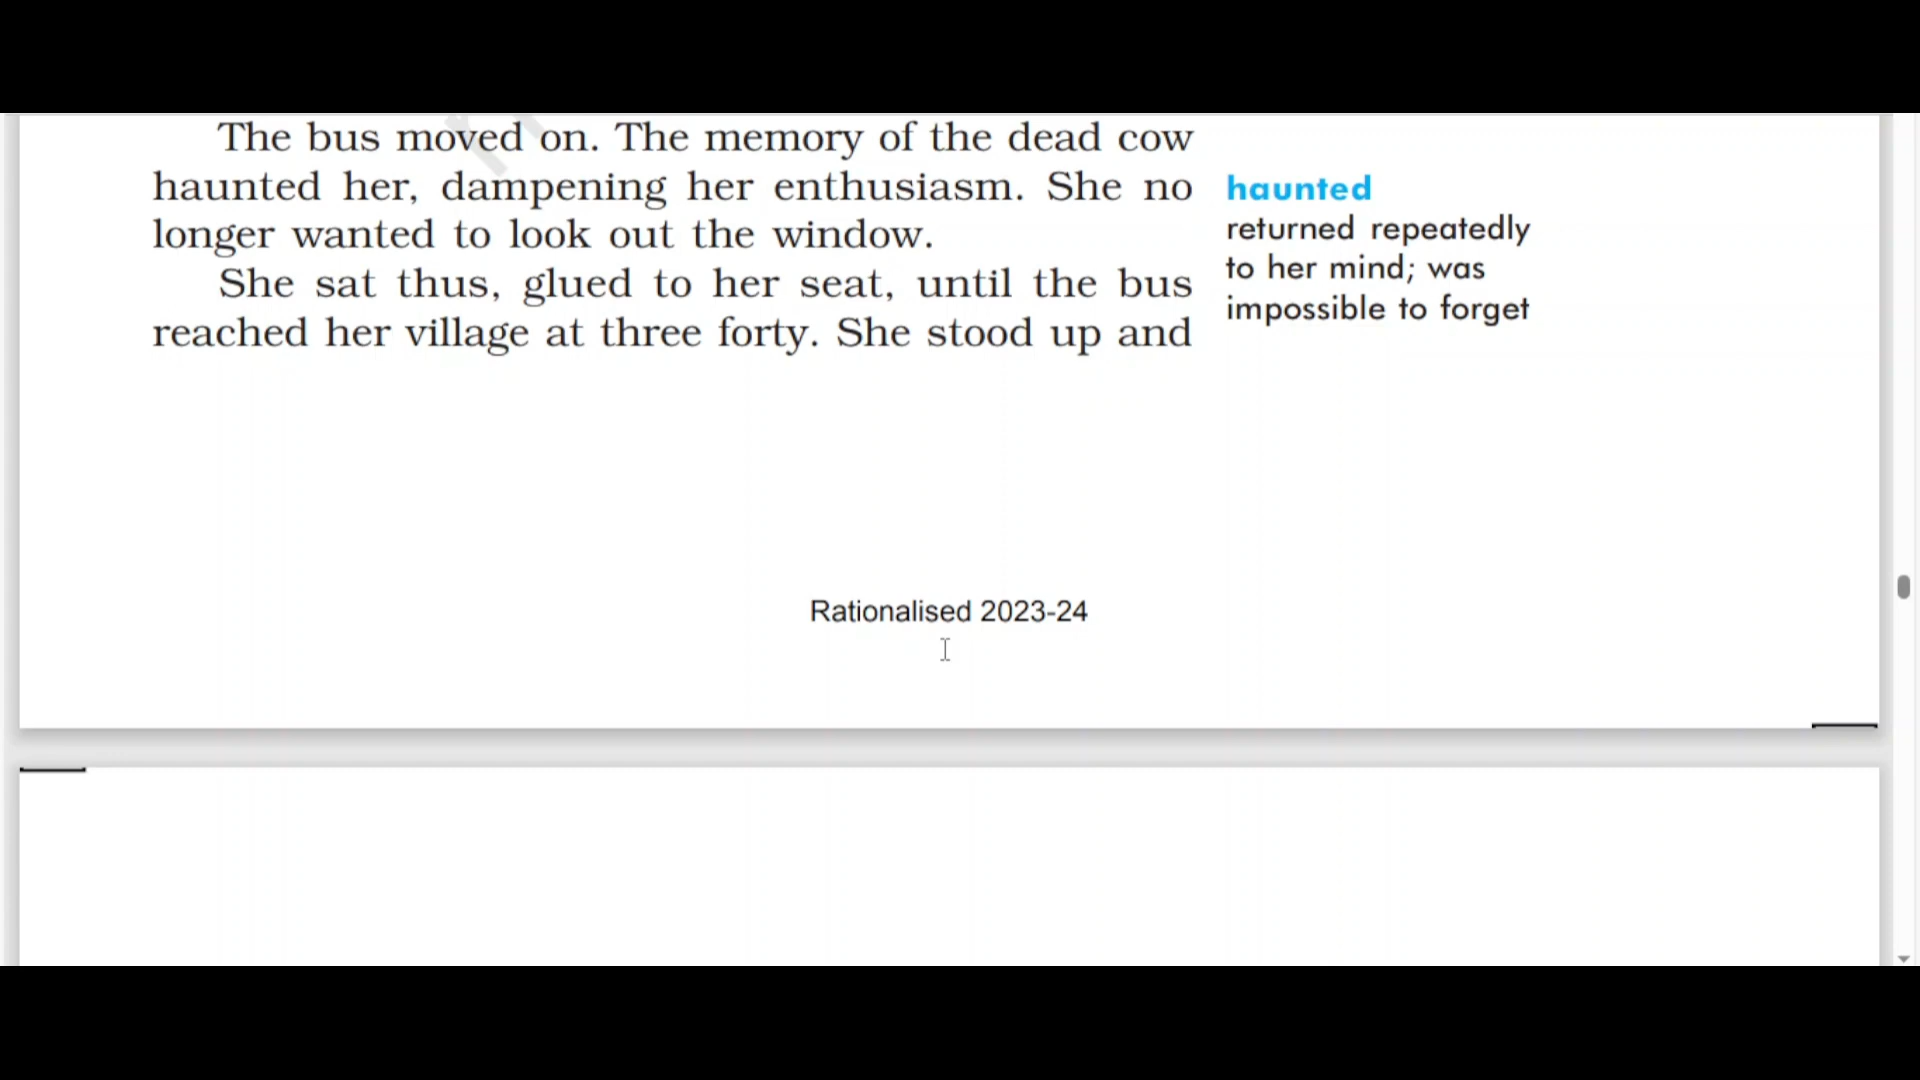 The bus moved on. The memory of the dead cow
haunted her, dampening her enthusiasm. She no
longer wanted to look out the window.
She sat thus, glued to her seat, until the bus
reached her village at three forty. She stood up and
haunted
returned repeatedly
to her mind; was
impossible to forget
Rationalised 2023-24